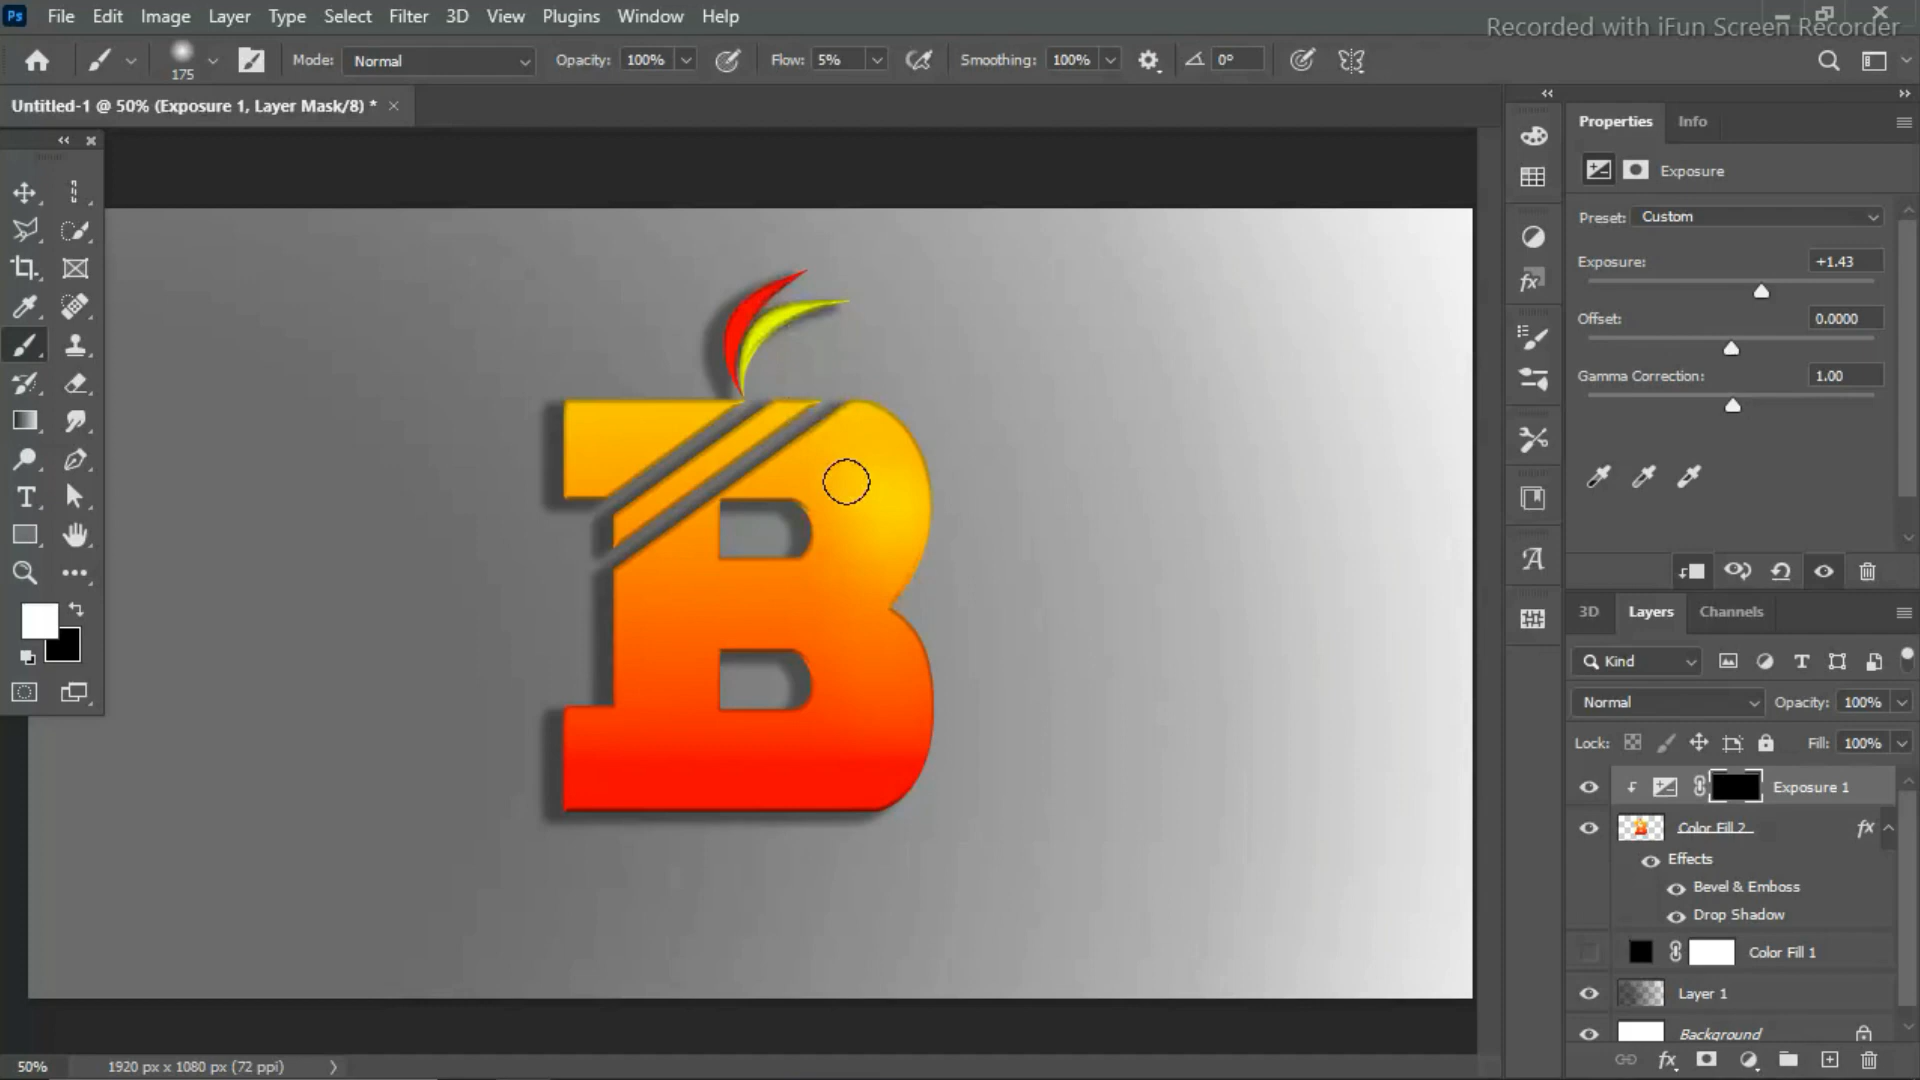 Ps File Edit Image Layer Type Select Filter 3D View Plugins Window Help
Recorded with iFun Screen Recorder
175 Mode: Normal Opacity: 100% Flow: 5% Smoothing: 100% 0°
Untitled-1 @ 50% (Exposure 1, Layer Mask/8) *
Properties Info
Exposure
Preset: Custom
Exposure: +1.43
Offset: 0.0000
Gamma Correction: 1.00
3D Layers Channels
Kind
Normal Opacity: 100%
Lock: Fill: 100%
Exposure 1
Color Fill 2 fx
Effects
Bevel & Emboss
Drop Shadow
Color Fill 1
Layer 1
Background
B
50% 1920 px x 1080 px (72 ppi)